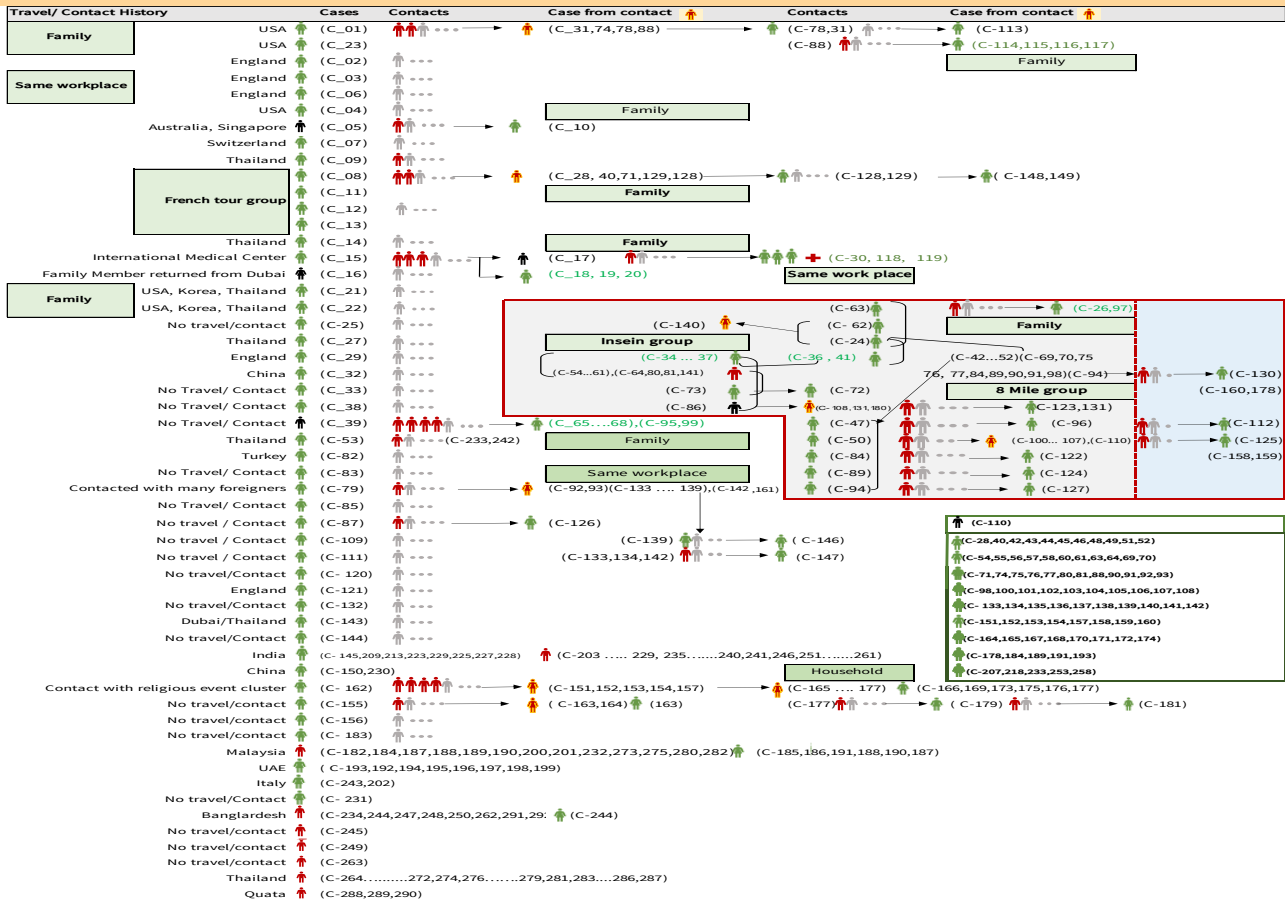 Travel/ Contact History Cases Contacts Case from contact Contacts Case from contact
Family
USA (C_01) (C_31,74,78,88) (C-78,31) (C-113)
USA (C_23) (C-88) (C-114,115,116,117)
England (C_02) Family
England (C_03)
Same workplace
England (C_06)
USA (C_04) Family
Australia, Singapore (C_05) (C_10)
Switzerland (C_07)
Thailand (C_09)
(C_08) (C_28, 40,71,129,128) (C-128,129) ( C-148,149)
French tour group (C_11) Family
(C_12)
(C_13)
Thailand (C_14) Family
International Medical Center (C_15) (C_17) (C-30, 118, 119)
Family Member returned from Dubai (C_16) (C_18, 19, 20) Same work place
Family
USA, Korea, Thailand (C_21)
USA, Korea, Thailand (C_22) (C-63) (C-26,97)
No travel/contact (C-25) (C-140) (C- 62) Family
Thailand (C_27) Insein group (C-24)
England (C_29) (C-34 ... 37) (C-36 , 41) (C-42...52)(C-69,70,75
China (C_32) (C-54...61),(C-64,80,81,141) 76, 77,84,89,90,91,98)(C-94) (C-130)
No Travel/ Contact (C_33) (C-73) (C-72) 8 Mile group (C-160,178)
No Travel/ Contact (C_38) (C-86) (C- 108,131,180) (C-123,131)
No Travel/ Contact (C_39) (C_65....68),(C-95,99) (C-47) (C-96) (C-112)
Thailand (C-53) (C-233,242) Family (C-50) (C-100... 107),(C-110) (C-125)
Turkey (C-82) (C-84) (C-122) (C-158,159)
No Travel/ Contact (C-83) Same workplace (C-89) (C-124)
Contacted with many foreigners (C-79) (C-92,93)(C-133 .... 139),(C-142 ,161) (C-94) (C-127)
No Travel/ Contact (C-85)
No travel / Contact (C-87) (C-126) (C-110)
No travel / Contact (C-109) (C-139) (C-146) (C-28,40,42,43,44,45,46,48,49,51,52)
No travel / Contact (C-111) (C-133,134,142) (C-147) (C-54,55,56,57,58,60,61,63,64,69,70)
No travel/Contact (C- 120) (C-71,74,75,76,77,80,81,88,90,91,92,93)
England (C-121) (C-98,100,101,102,103,104,105,106,107,108)
No travel/Contact (C-132) (C- 133,134,135,136,137,138,139,140,141,142)
Dubai/Thailand (C-143) (C-151,152,153,154,157,158,159,160)
No travel/Contact (C-144) (C-164,165,167,168,170,171,172,174)
India (C- 145,209,213,223,229,225,227,228) (C-203 ..... 229, 235.......240,241,246,251......261) (C-178,184,189,191,193)
China (C-150,230) Household (C-207,218,233,253,258)
Contact with religious event cluster (C- 162) (C-151,152,153,154,157) (C-165 .... 177) (C-166,169,173,175,176,177)
No travel/contact (C-155) (C-163,164) (163) (C-177) ( C-179) (C-181)
No travel/contact (C-156)
No travel/contact (C- 183)
Malaysia (C-182,184,187,188,189,190,200,201,232,273,275,280,282) (C-185,186,191,188,190,187)
UAE ( C-193,192,194,195,196,197,198,199)
Italy (C-243,202)
No travel/Contact (C- 231)
Bangladesh (C-234,244,247,248,250,262,291,29 (C-244)
No travel/contact (C-245)
No travel/contact (C-249)
No travel/contact (C-263)
Thailand (C-264..........272,274,276.......279,281,283....286,287)
Quata (C-288,289,290)